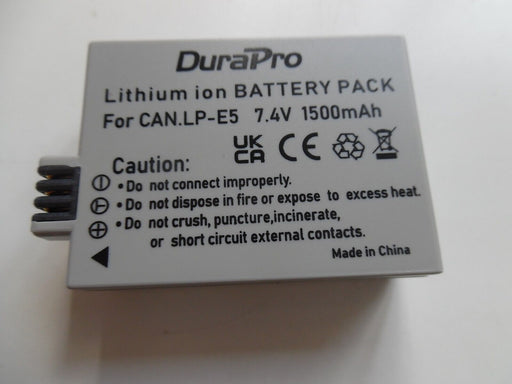 DuraPro
Lithium ion BATTERY PACK
For CAN.LP-E5 7.4V 1500mAh
UK
CA CE
Caution:
• Do not connect improperly.
• Do not dispose in fire or expose to excess heat.
• Do not crush, puncture,incinerate,
or short circuit external contacts.
Made in China